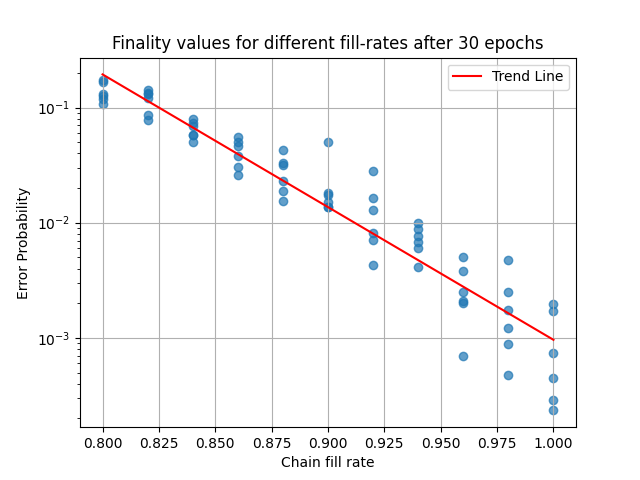 Finality values for different fill-rates after 30 epochs
Trend Line
10⁻¹
10⁻²
10⁻³
Error Probability
0.800 0.825 0.850 0.875 0.900 0.925 0.950 0.975 1.000
Chain fill rate